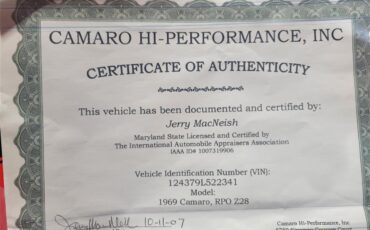 CAMARO HI-PERFORMANCE, INC
CERTIFICATE OF AUTHENTICITY
This vehicle has been documented and certified by:
Jerry MacNeish
Maryland State Licensed and Certified by
The International Automobile Appraisers Association
IAAA ID# 1007319906
Vehicle Identification Number (VIN):
124379L522341
Model:
1969 Camaro, RPO Z28
10-11-07
Camaro Hi-Performance, Inc